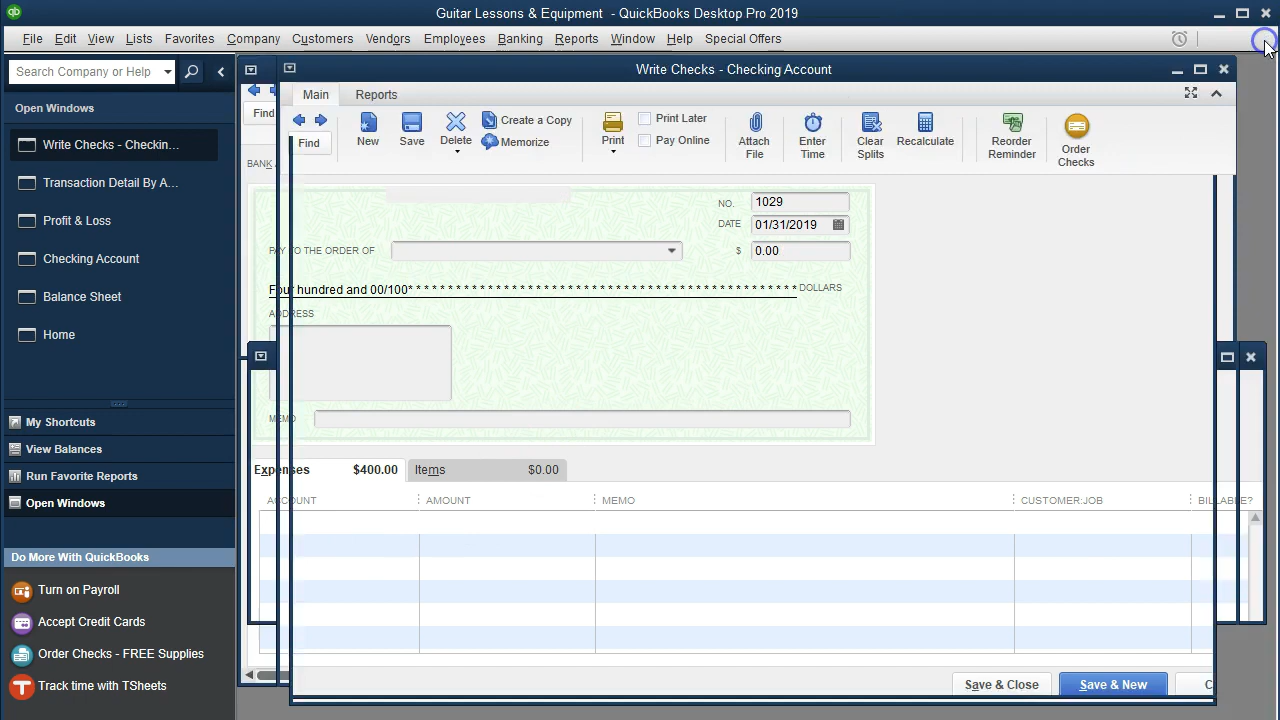 Guitar Lessons & Equipment - QuickBooks Desktop Pro 2019
File Edit View Lists Favorites Company Customers Vendors Employees Banking Reports Window Help Special Offers
Search Company or Help
Open Windows
Write Checks - Checkin...
Transaction Detail By A...
Profit & Loss
Checking Account
Balance Sheet
Home
My Shortcuts
View Balances
Run Favorite Reports
Open Windows
Do More With QuickBooks
Turn on Payroll
Accept Credit Cards
Order Checks - FREE Supplies
Track time with TSheets
Find
BANK
Write Checks - Checking Account
Main Reports
Find
New
Save
Delete
Create a Copy
Memorize
Print
Print Later
Pay Online
Attach
File
Enter
Time
Clear
Splits
Recalculate
Reorder
Reminder
Order
Checks
NO. 1029
DATE 01/31/2019
PAY TO THE ORDER OF $ 0.00
Four hundred and 00/100* * * * * * * * * * * * * * * * * * * * * * * * * * * * * * * * * * * * * * * * * * * * * * * * DOLLARS
ADDRESS
MEMO
Expenses $400.00 Items $0.00
ACCOUNT AMOUNT MEMO CUSTOMER:JOB BILLABLE?
Save & Close Save & New C